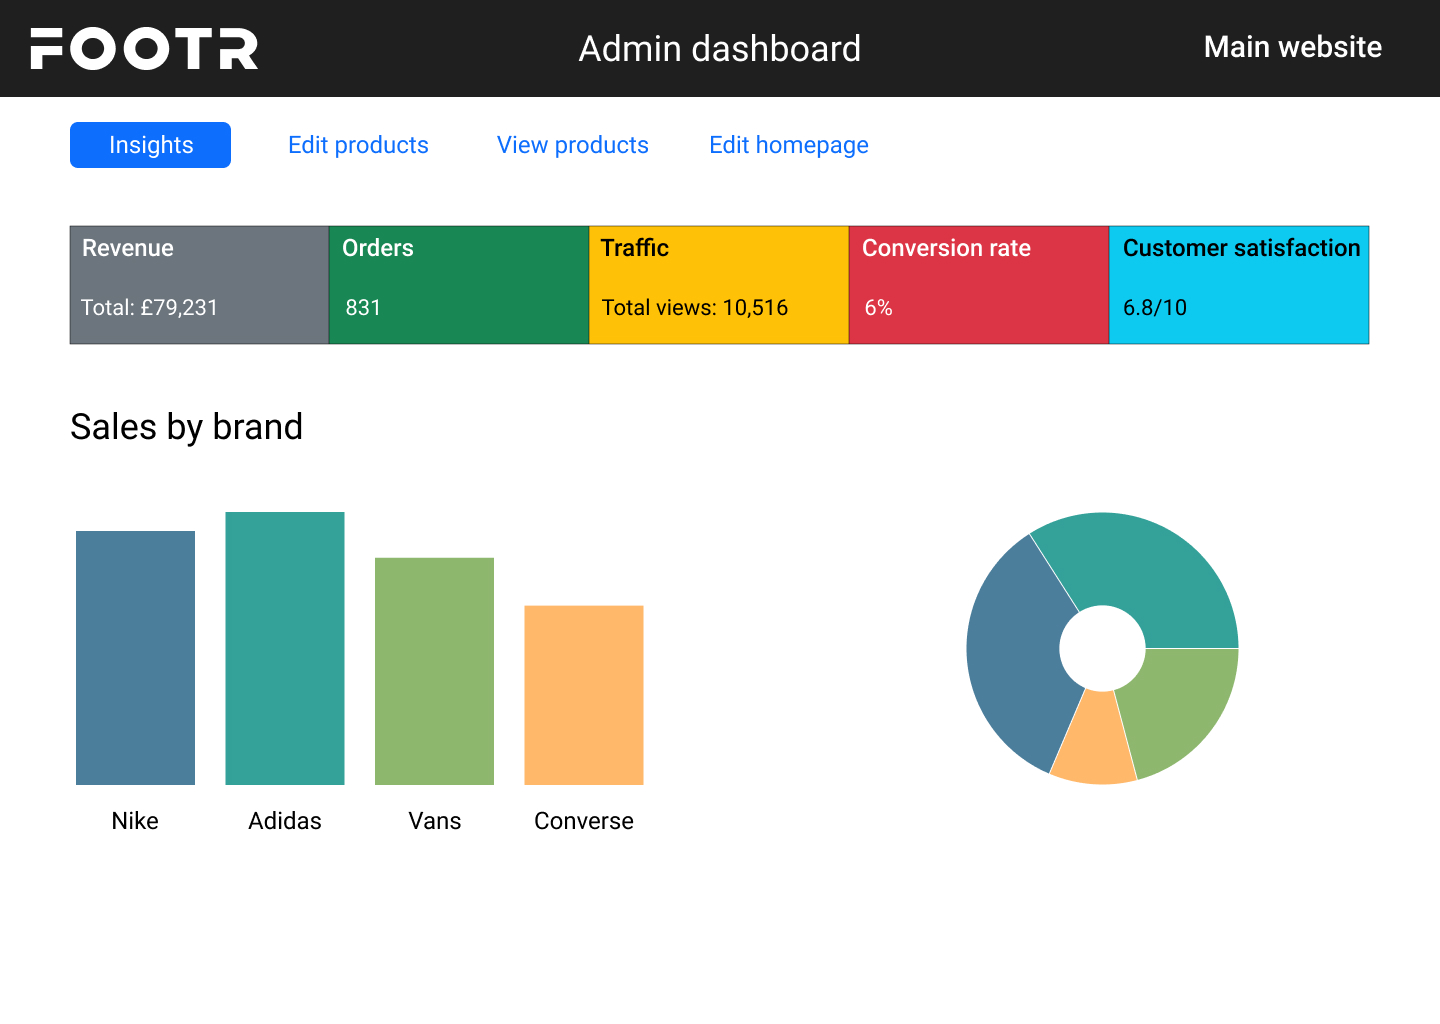 FOOTR
Admin dashboard
Main website
Insights
Edit products
View products
Edit homepage
Revenue
Total: £79,231
Orders
831
Traffic
Total views: 10,516
Conversion rate
6%
Customer satisfaction
6.8/10
Sales by brand
Nike
Adidas
Vans
Converse